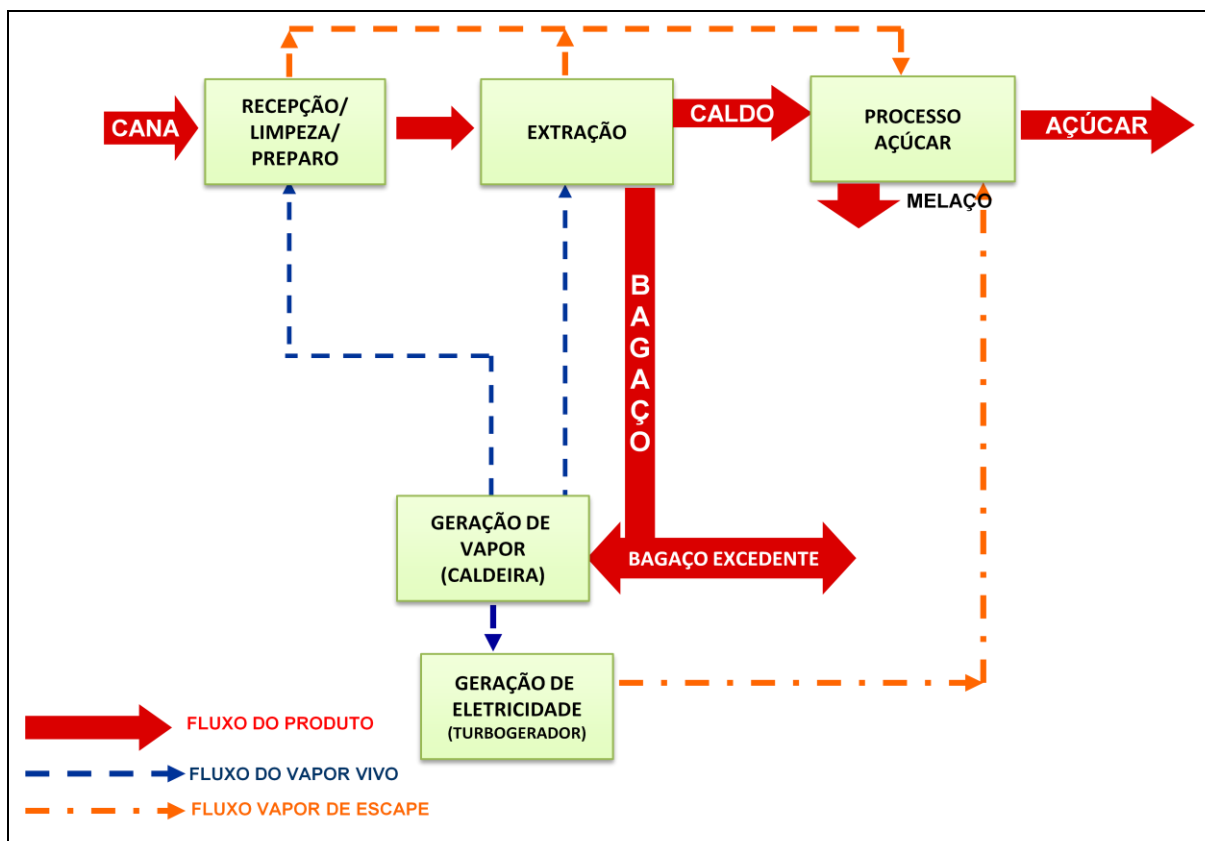 CANA
RECEPÇÃO/
LIMPEZA/
PREPARO
EXTRAÇÃO
CALDO
PROCESSO
AÇÚCAR
AÇÚCAR
MELAÇO
BAGAÇO
GERAÇÃO DE
VAPOR
(CALDEIRA)
BAGAÇO EXCEDENTE
GERAÇÃO DE
ELETRICIDADE
(TURBOGERADOR)
FLUXO DO PRODUTO
FLUXO DO VAPOR VIVO
FLUXO VAPOR DE ESCAPE